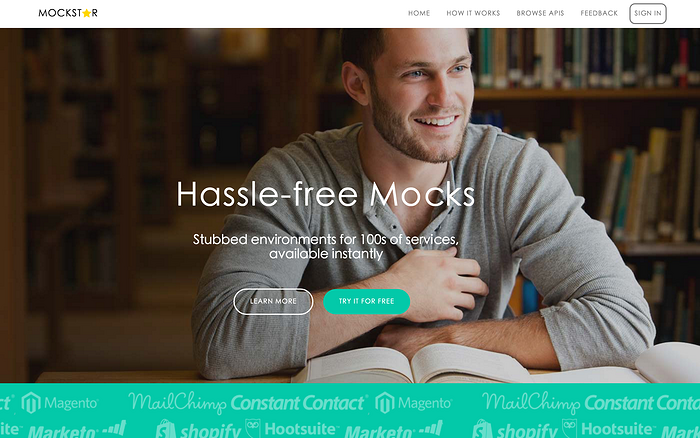 MOCKST★R
HOME HOW IT WORKS BROWSE APIS FEEDBACK SIGN IN
Hassle-free Mocks
Stubbed environments for 100s of services,
available instantly
LEARN MORE TRY IT FOR FREE
Magento MailChimp Constant Contact Magento MailChimp Constant Contact
Marketo shopify Hootsuite Marketo shopify Hootsuite